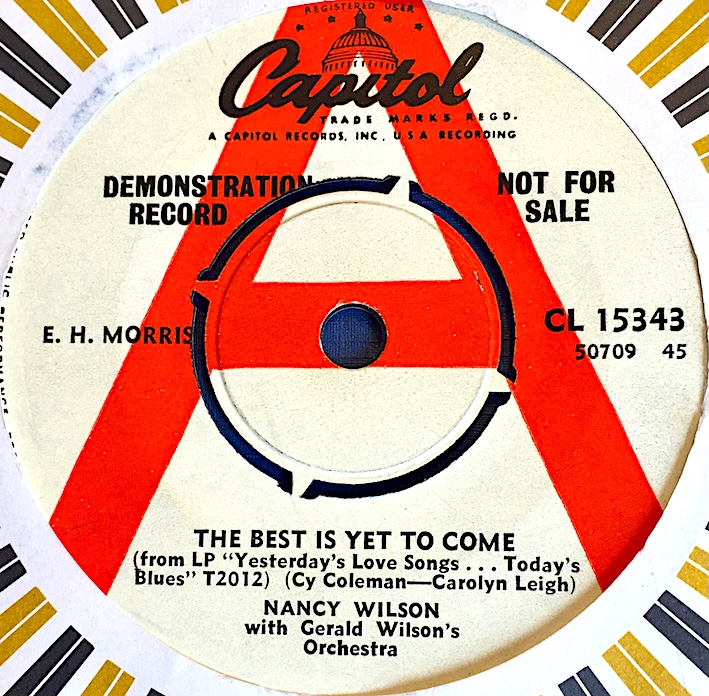 REGISTERED USER
Capitol
TRADE MARKS REGD.
A CAPITOL RECORDS, INC., U S A RECORDING
DEMONSTRATION
RECORD
NOT FOR
SALE
A
E. H. MORRIS
CL 15343
50709 45
THE BEST IS YET TO COME
(from LP "Yesterday's Love Songs . . . Today's
Blues" T2012) (Cy Coleman—Carolyn Leigh)
NANCY WILSON
with Gerald Wilson's
Orchestra